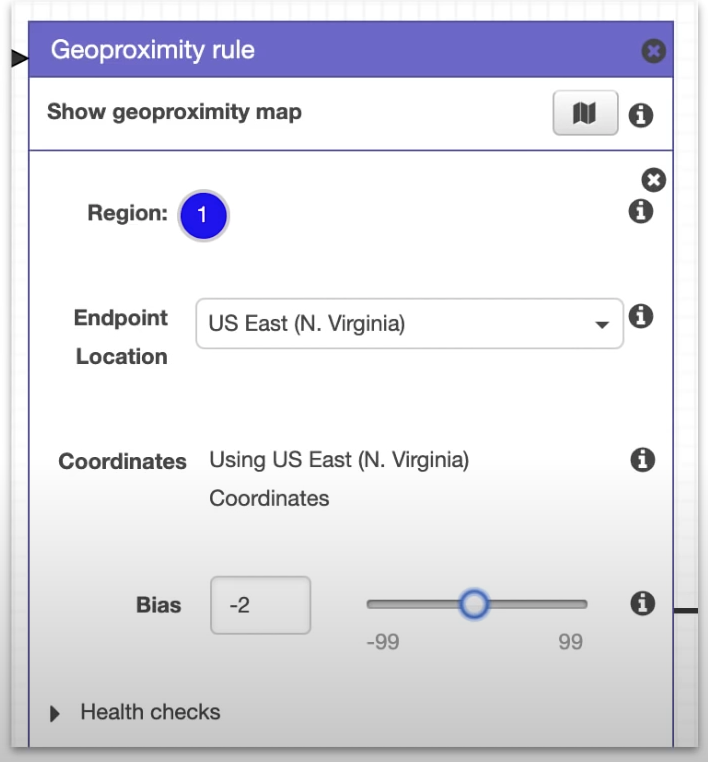 Geoproximity rule
Show geoproximity map
Region: 1
Endpoint
Location
US East (N. Virginia)
Coordinates
Using US East (N. Virginia)
Coordinates
Bias
-2
-99
99
Health checks